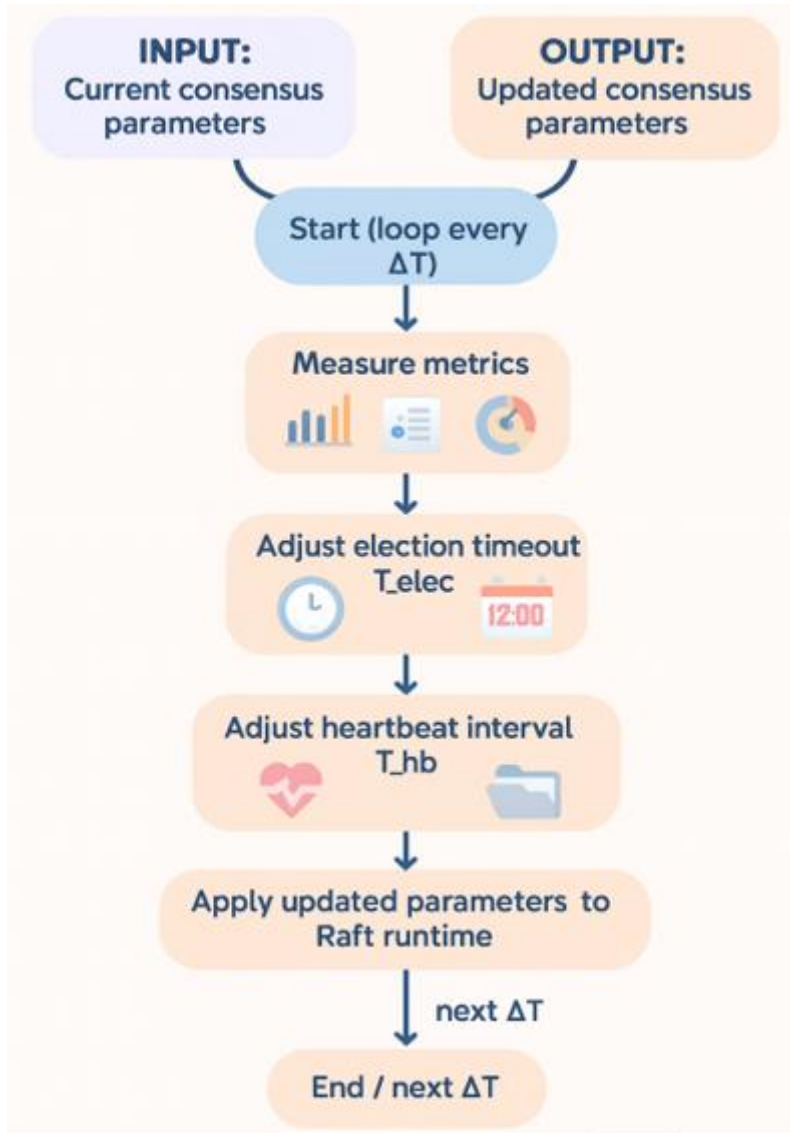 INPUT:
Current consensus
parameters
OUTPUT:
Updated consensus
parameters
Start (loop every
ΔT)
Measure metrics
Adjust election timeout
T_elec
12:00
Adjust heartbeat interval
T_hb
Apply updated parameters to
Raft runtime
next ΔT
End / next ΔT